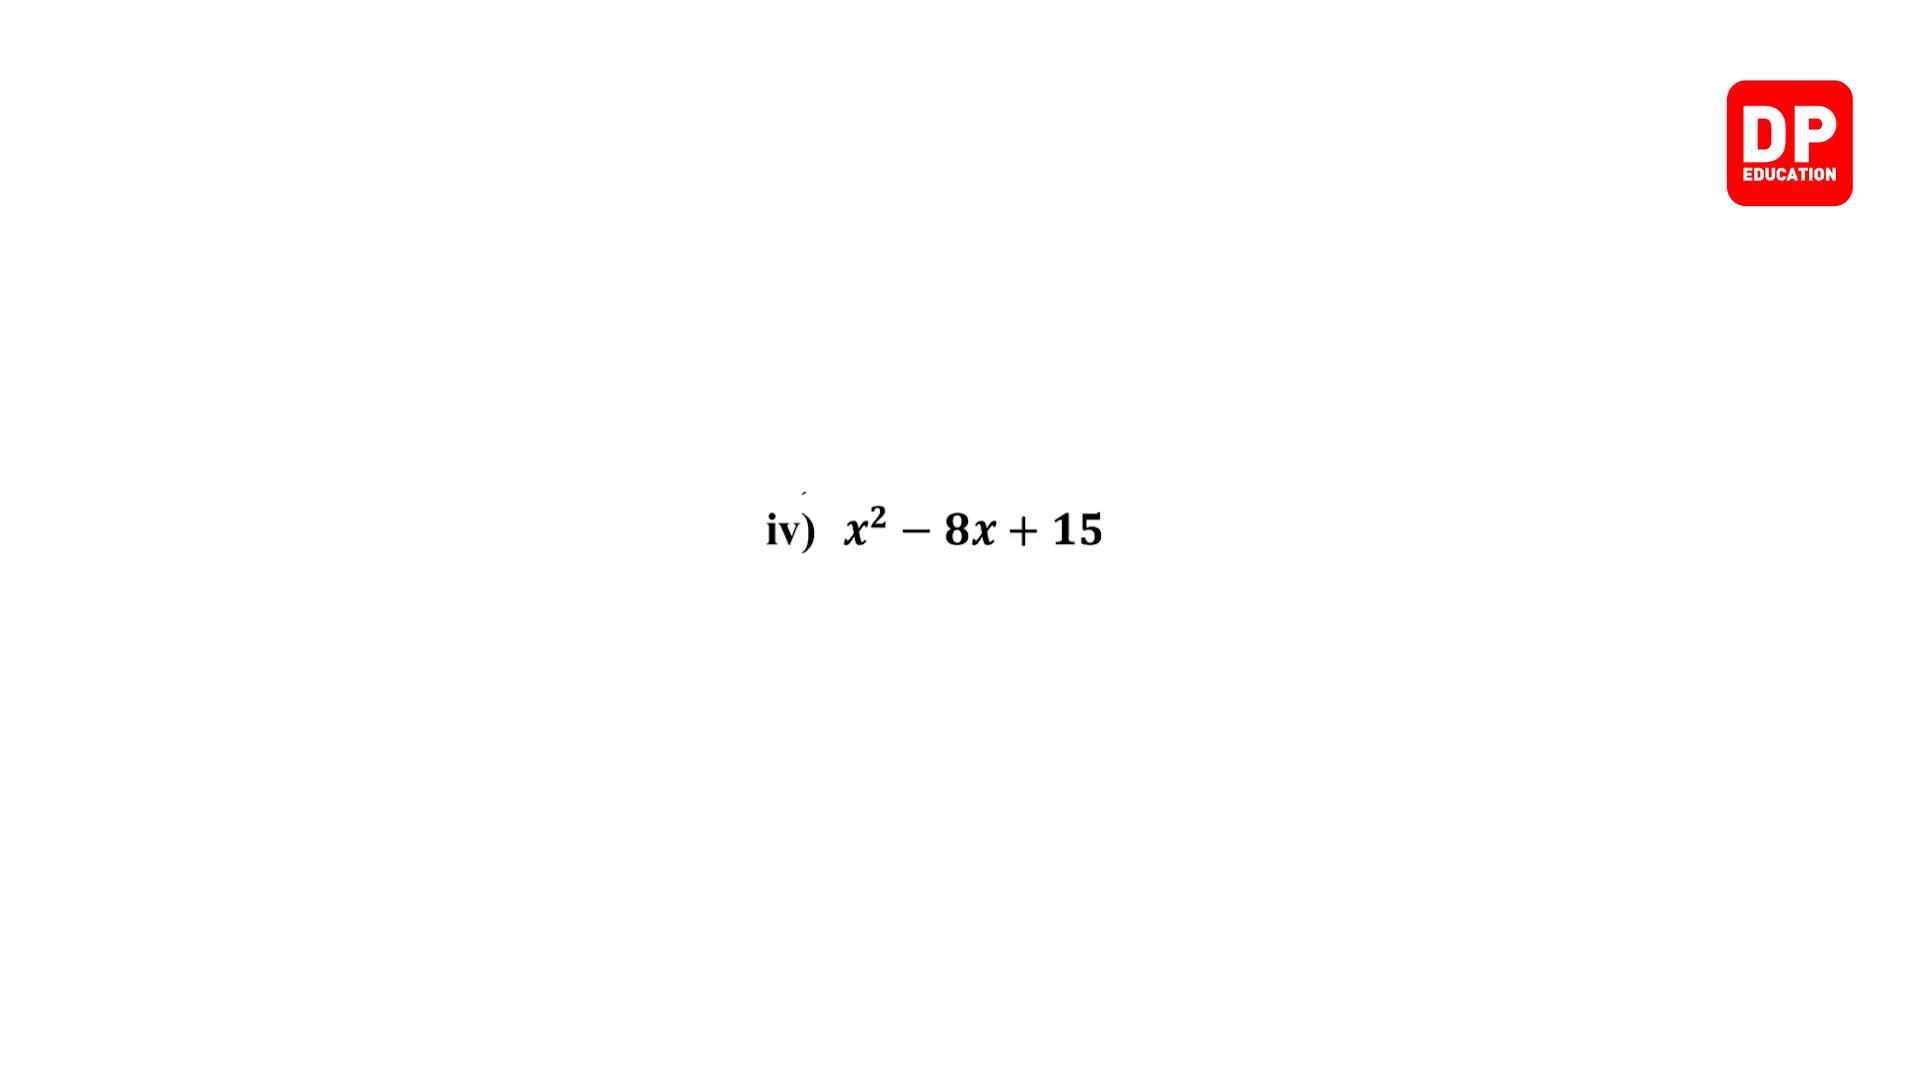 DP
EDUCATION
iv) x² − 8x + 15